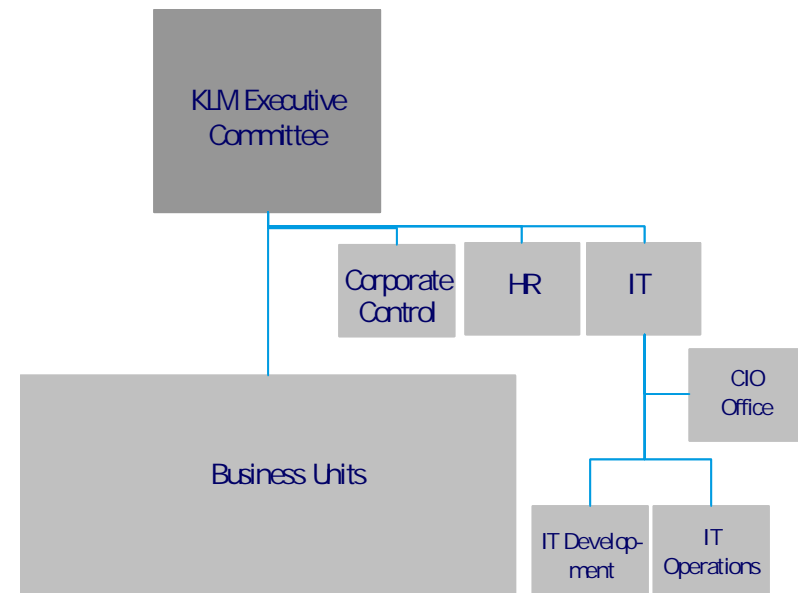 KLM Executive
Committee
Corporate
Control
HR
IT
CIO
Office
Business Units
IT Develop-
ment
IT
Operations